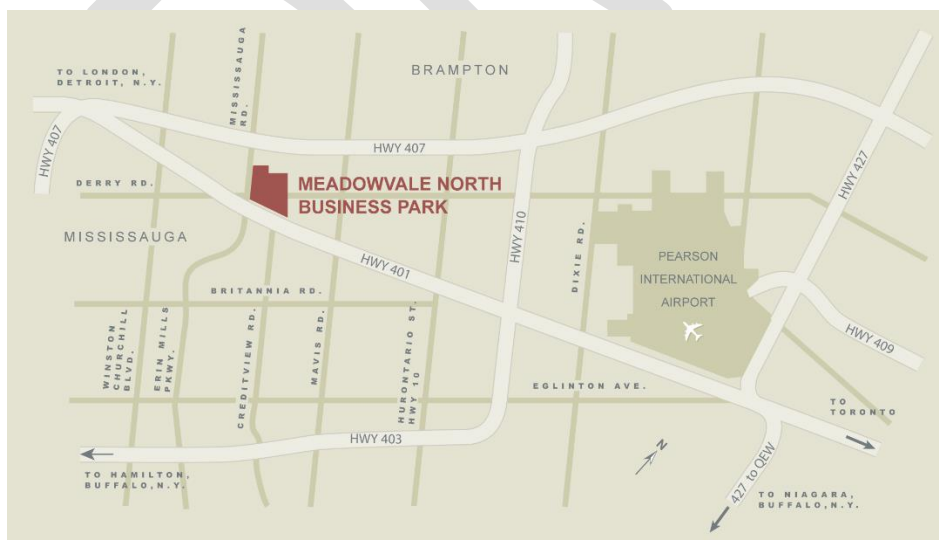 BRAMPTON
TO LONDON,
DETROIT, N.Y.
MISSISSAUGA
RD.
HWY 407
HWY 407
HWY 427
DERRY RD.
MEADOWVALE NORTH
BUSINESS PARK
MISSISSAUGA
HWY 410
HWY 401
DIXIE RD.
PEARSON
INTERNATIONAL
AIRPORT
BRITANNIA RD.
WINSTON
CHURCHILL
BLVD.
ERIN MILLS
PKWY.
CREDITVIEW RD.
MAVIS RD.
HURONTARIO ST.
HWY 10
HWY 409
EGLINTON AVE.
TO
TORONTO
HWY 403
N
TO HAMILTON,
BUFFALO, N.Y.
427 to QEW
TO NIAGARA,
BUFFALO, N.Y.